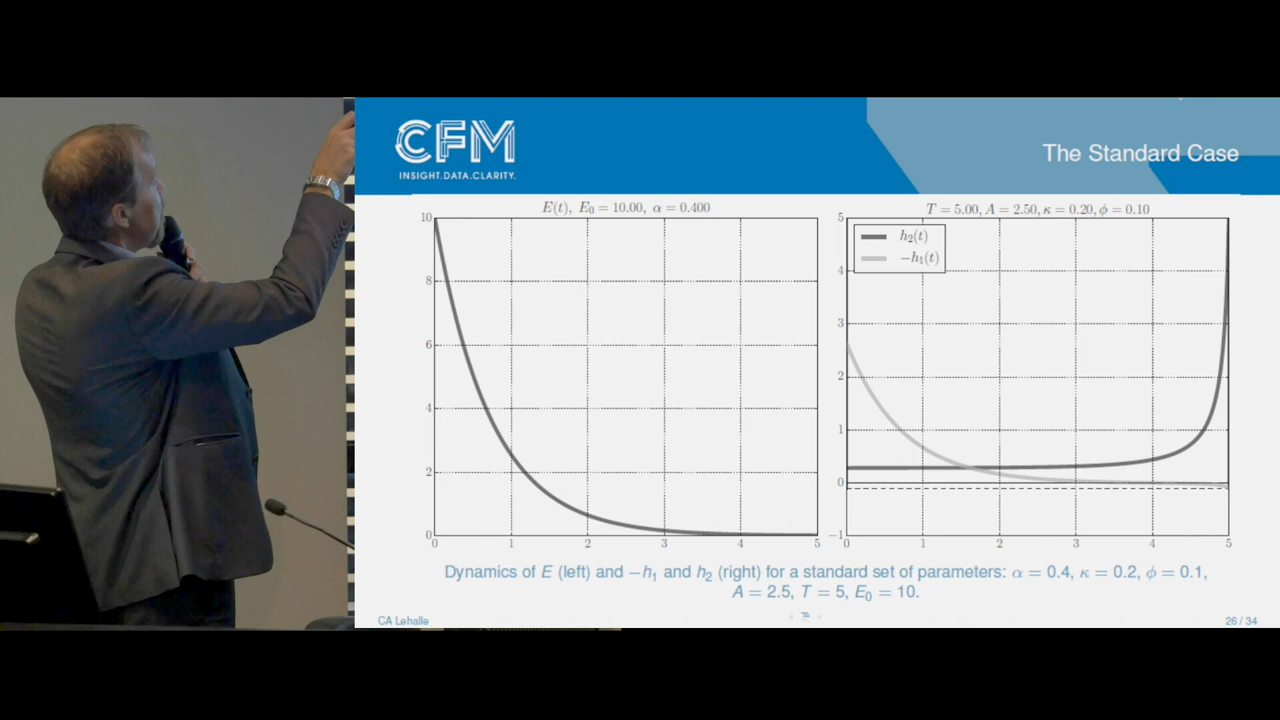 CFM
INSIGHT.DATA.CLARITY.
The Standard Case
E(t), E₀ = 10.00, α = 0.400
10
8
6
4
2
0
0 1 2 3 4 5
T = 5.00, A = 2.50, κ = 0.20, ϕ = 0.10
h₂(t)
−h₁(t)
5
4
3
2
1
0
−1
0 1 2 3 4 5
Dynamics of E (left) and −h₁ and h₂ (right) for a standard set of parameters: α = 0.4, κ = 0.2, ϕ = 0.1,
A = 2.5, T = 5, E₀ = 10.
CA Lehalle
26 / 34